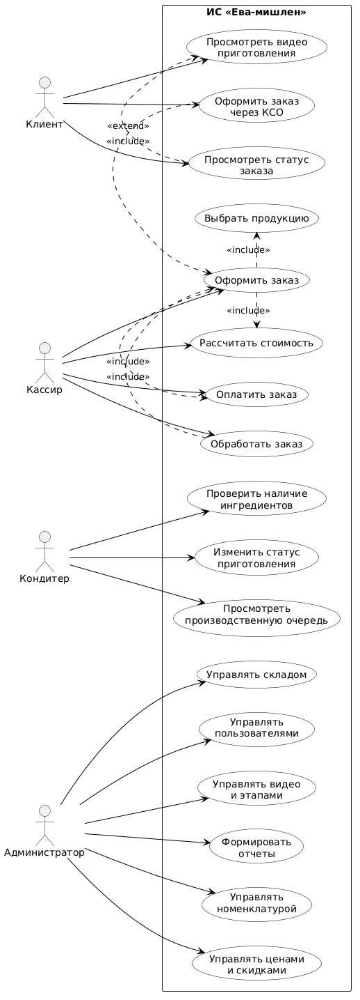 ИС «Ева-мишлен»
Просмотреть видео
приготовления
Оформить заказ
через КСО
Клиент
«extend»
«include»
Просмотреть статус
заказа
Выбрать продукцию
«include»
Оформить заказ
«include»
Рассчитать стоимость
«include»
«include»
Кассир
Оплатить заказ
Обработать заказ
Проверить наличие
ингредиентов
Изменить статус
приготовления
Кондитер
Просмотреть
производственную очередь
Управлять складом
Управлять
пользователями
Управлять видео
и этапами
Формировать
отчеты
Администратор
Управлять
номенклатурой
Управлять ценами
и скидками